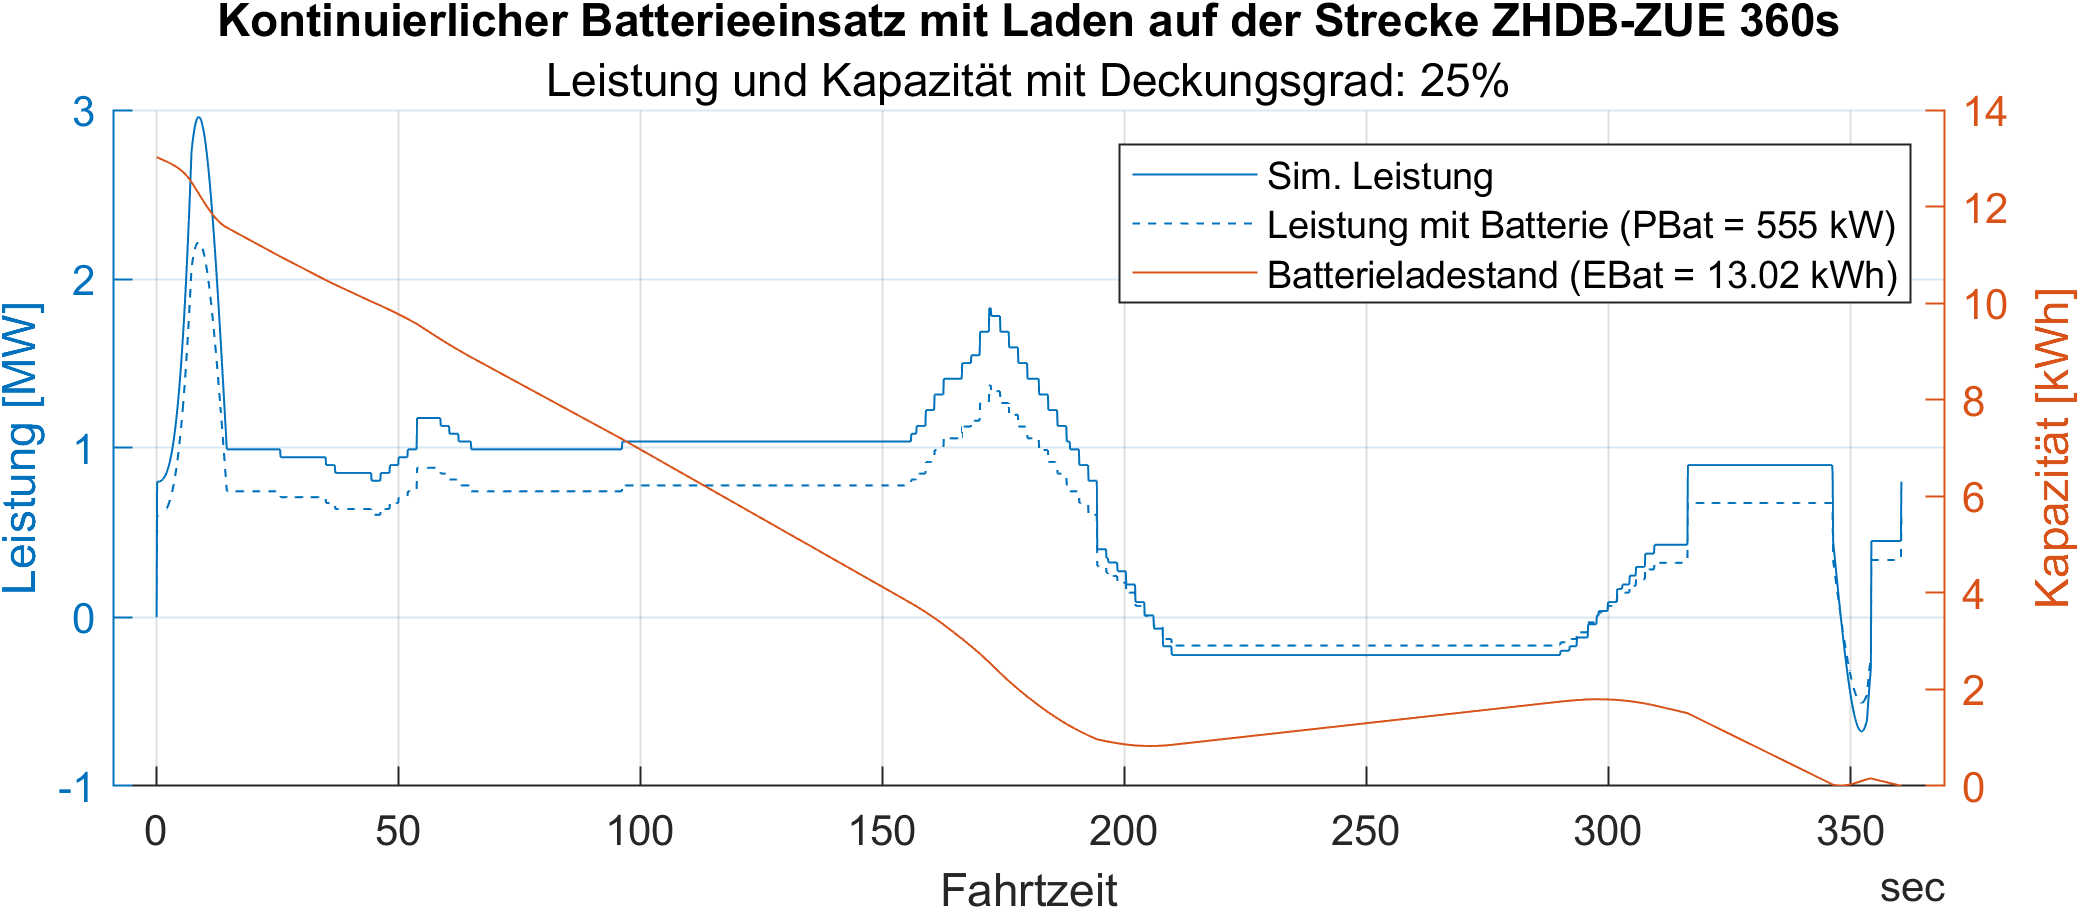 Kontinuierlicher Batterieeinsatz mit Laden auf der Strecke ZHDB-ZUE 360s
Leistung und Kapazität mit Deckungsgrad: 25%
Leistung [MW]
3
2
1
0
-1
Sim. Leistung
Leistung mit Batterie (PBat = 555 kW)
Batterieladestand (EBat = 13.02 kWh)
14
12
10
8
6
4
2
0
Kapazität [kWh]
0 50 100 150 200 250 300 350
Fahrtzeit
sec